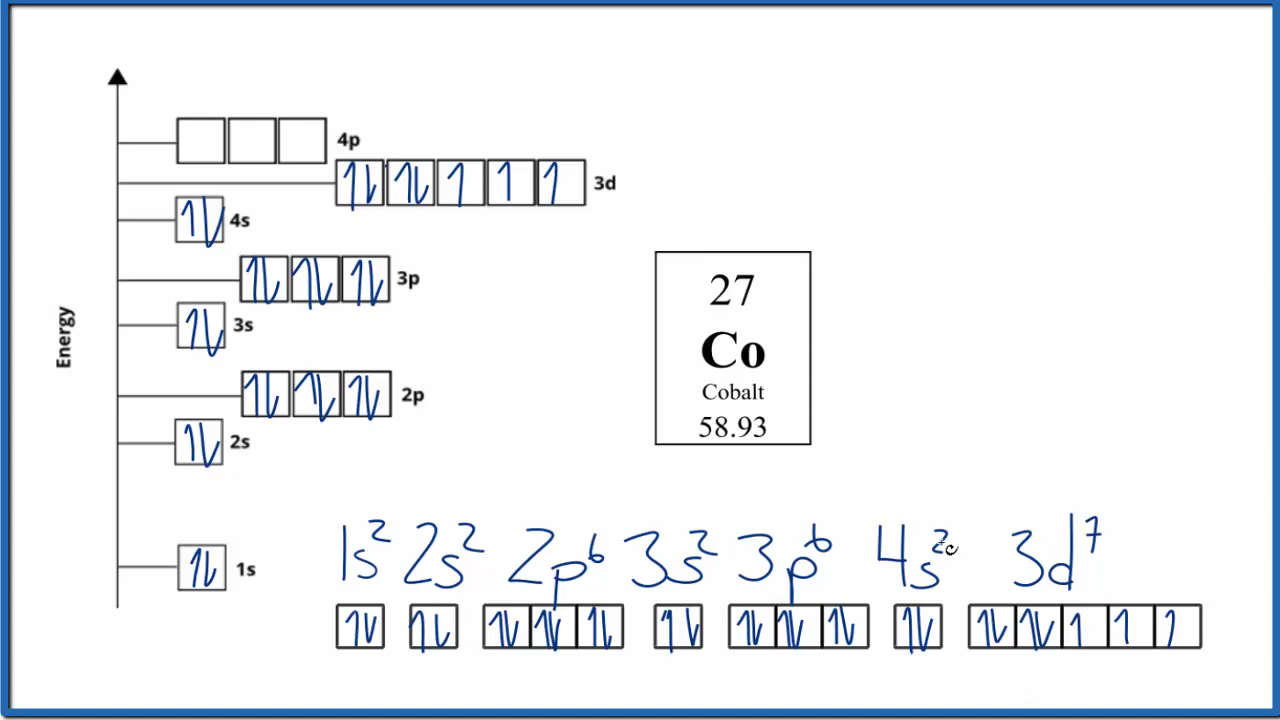 4p
3d
4s
3p
3s
Energy
2p
2s
1s
27
Co
Cobalt
58.93
1s² 2s² 2p⁶ 3s² 3p⁶ 4s² 3d⁷